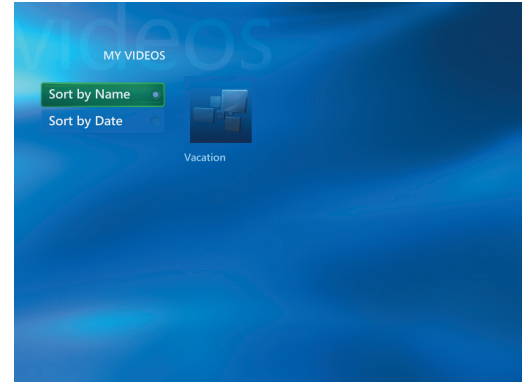 videos
MY VIDEOS
Sort by Name
Sort by Date
Vacation